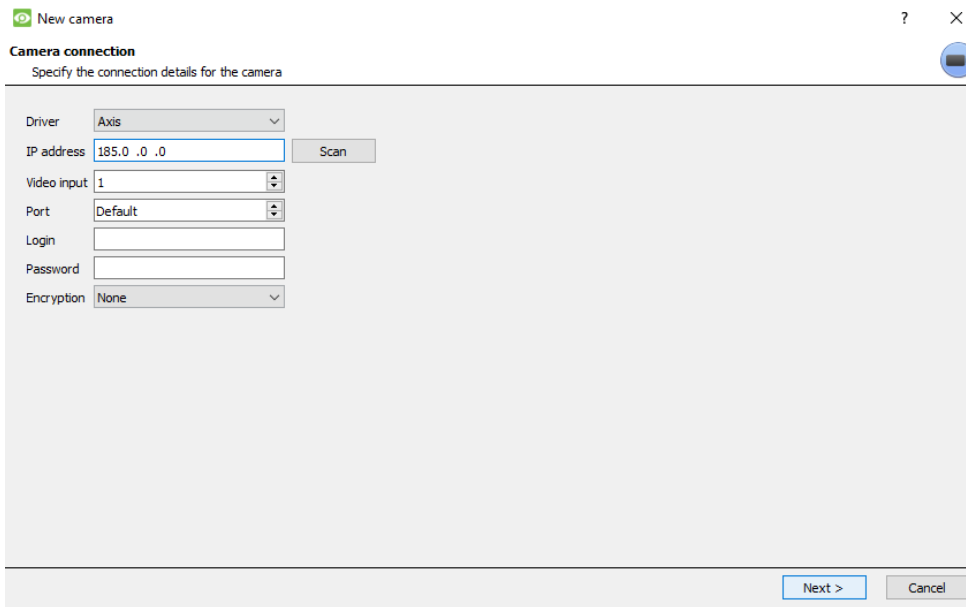 New camera ?
Camera connection
Specify the connection details for the camera
Driver Axis
IP address 185.0 .0 .0 Scan
Video input 1
Port Default
Login
Password
Encryption None
Next > Cancel